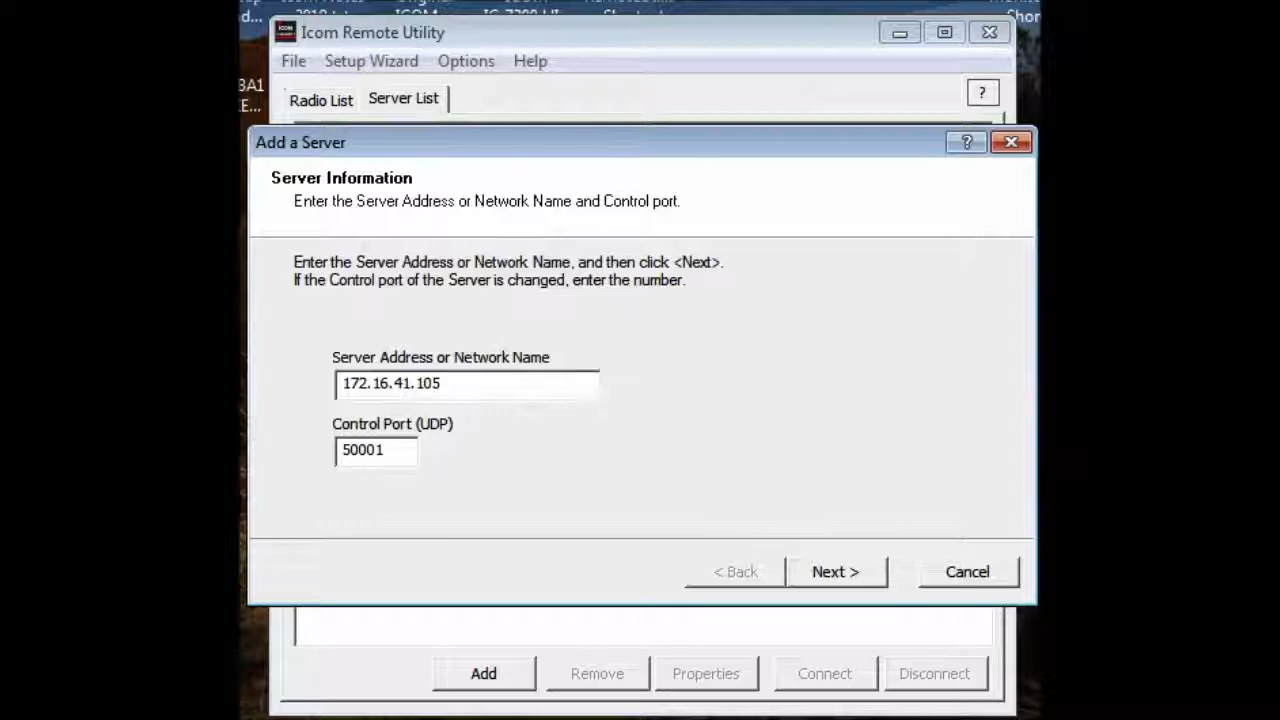 Icom Remote Utility
File Setup Wizard Options Help
3A1
Radio List Server List ?
Add a Server ?
Server Information
Enter the Server Address or Network Name and Control port.
Enter the Server Address or Network Name, and then click <Next>.
If the Control port of the Server is changed, enter the number.
Server Address or Network Name
172.16.41.105
Control Port (UDP)
50001
< Back Next > Cancel
Add Remove Properties Connect Disconnect